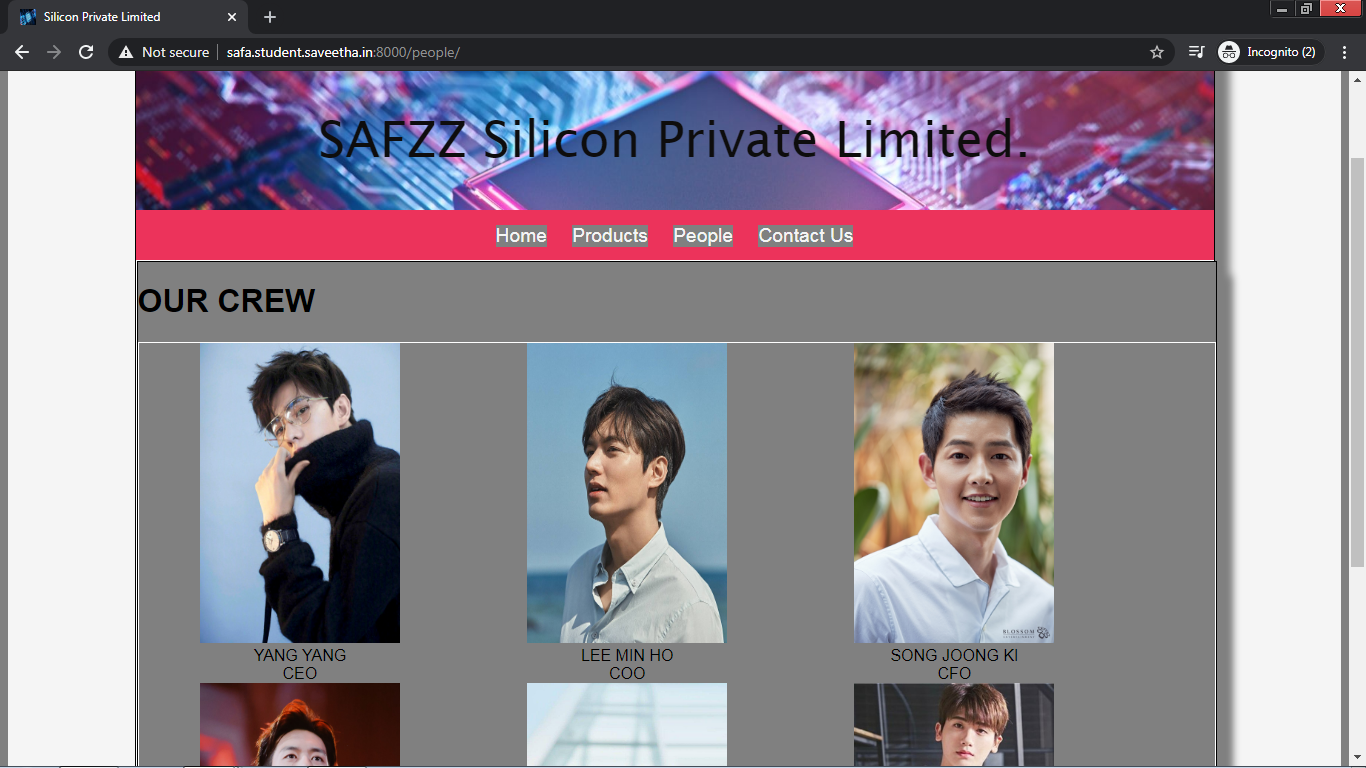 Silicon Private Limited
Not secure safa.student.saveetha.in:8000/people/ Incognito (2)
SAFZZ Silicon Private Limited.
Home Products People Contact Us
OUR CREW
BLOSSOM
YANG YANG LEE MIN HO SONG JOONG KI
CEO COO CFO